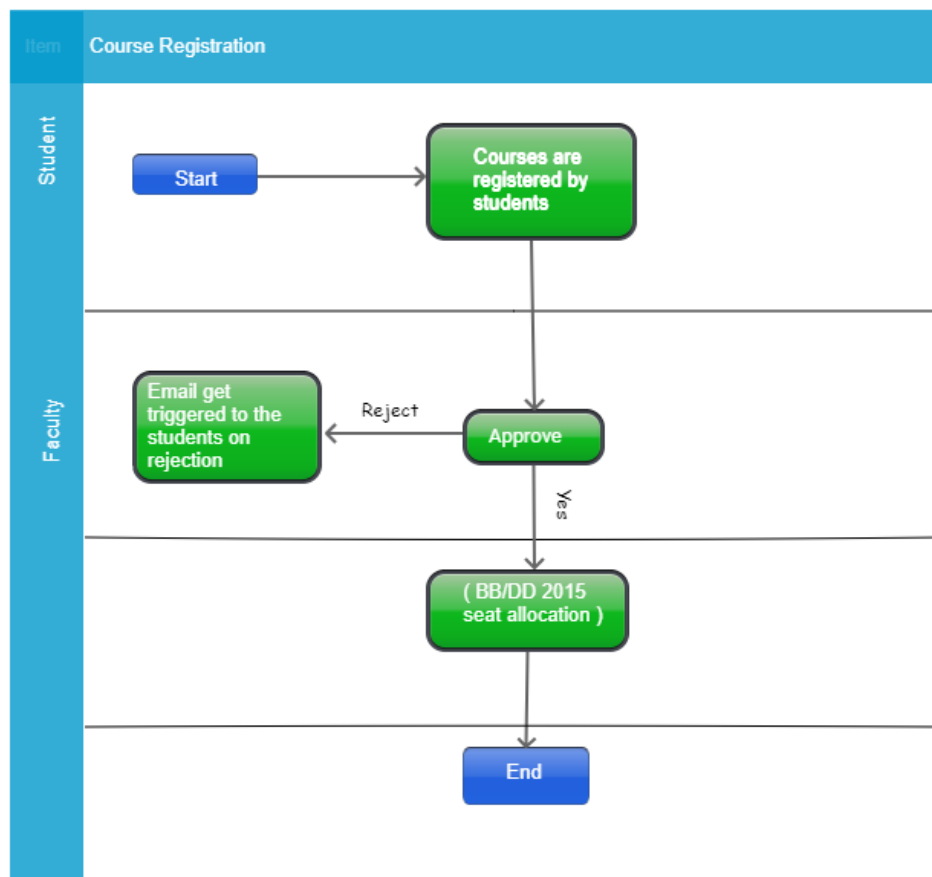 Item
Course Registration
Student
Start
Courses are
registered by
students
Faculty
Email get
triggered to the
students on
rejection
Reject
Approve
Yes
( BB/DD 2015
seat allocation )
End